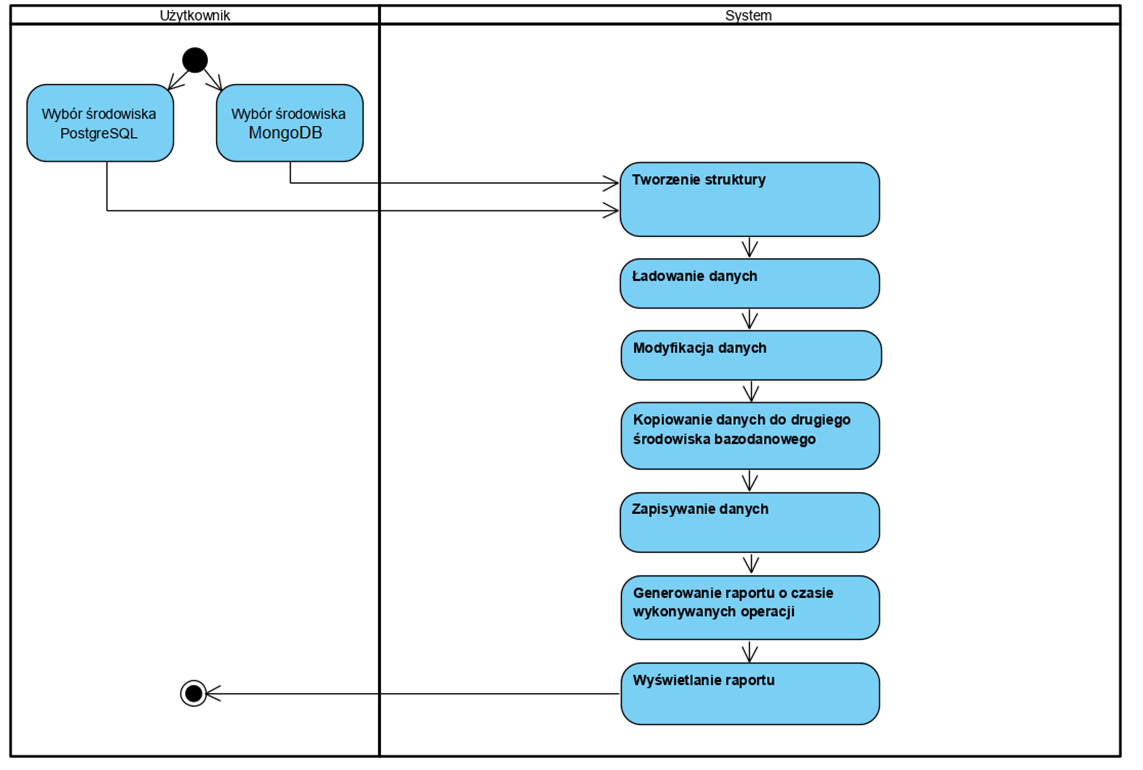 Użytkownik
System
Wybór środowiska
PostgreSQL
Wybór środowiska
MongoDB
Tworzenie struktury
Ładowanie danych
Modyfikacja danych
Kopiowanie danych do drugiego
środowiska bazodanowego
Zapisywanie danych
Generowanie raportu o czasie
wykonywanych operacji
Wyświetlanie raportu